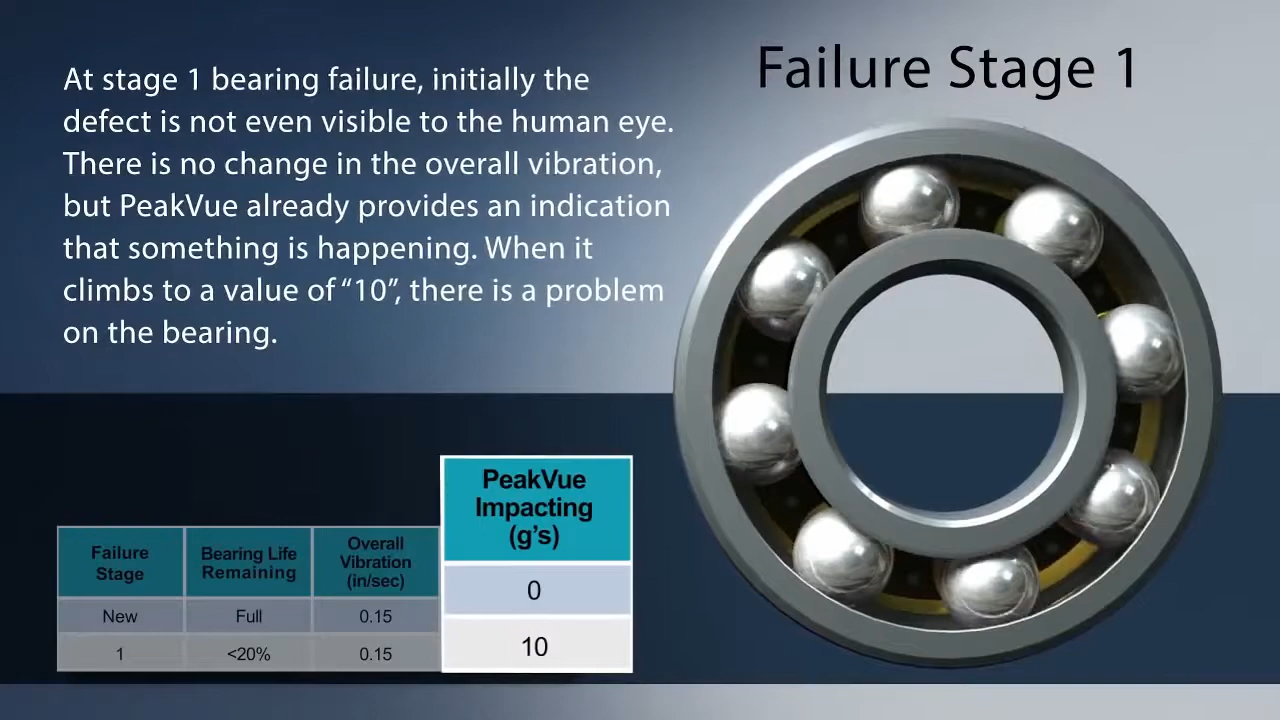 Failure Stage 1
At stage 1 bearing failure, initially the
defect is not even visible to the human eye.
There is no change in the overall vibration,
but PeakVue already provides an indication
that something is happening. When it
climbs to a value of “10”, there is a problem
on the bearing.
Failure Stage
Bearing Life Remaining
Overall Vibration (in/sec)
PeakVue Impacting (g’s)
New
Full
0.15
0
1
<20%
0.15
10